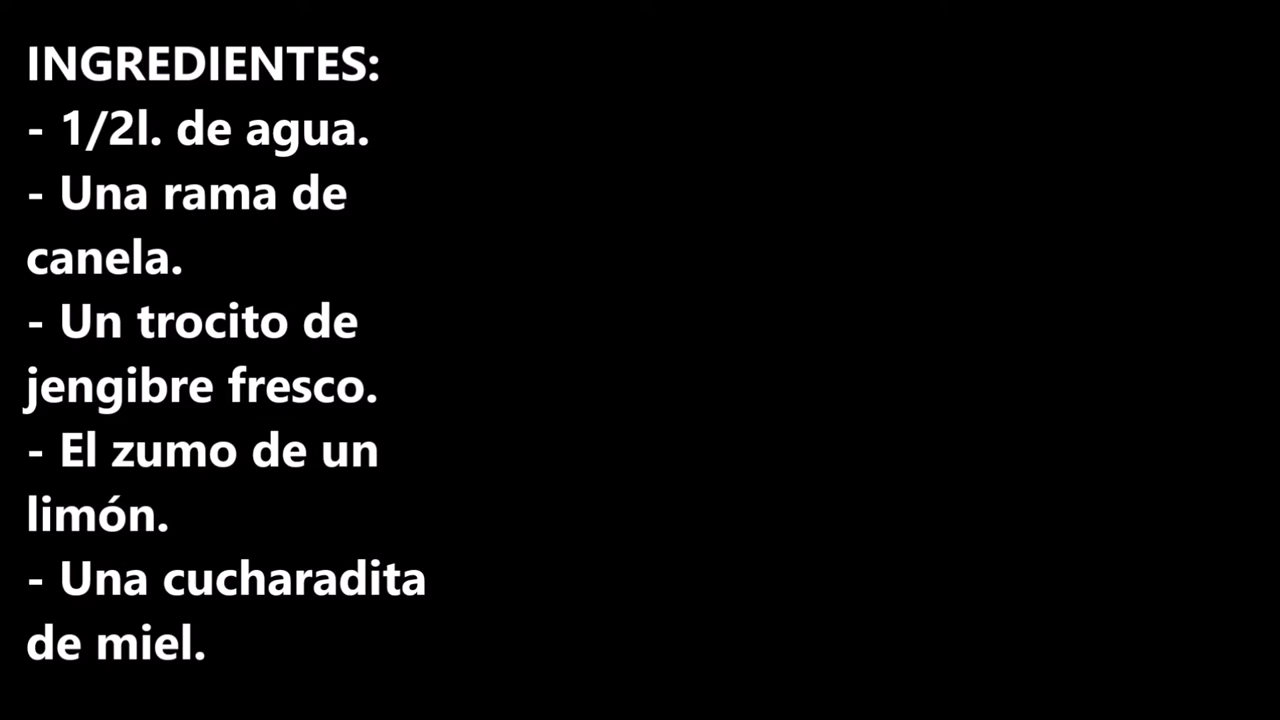 INGREDIENTES:
- 1/2l. de agua.
- Una rama de
canela.
- Un trocito de
jengibre fresco.
- El zumo de un
limón.
- Una cucharadita
de miel.